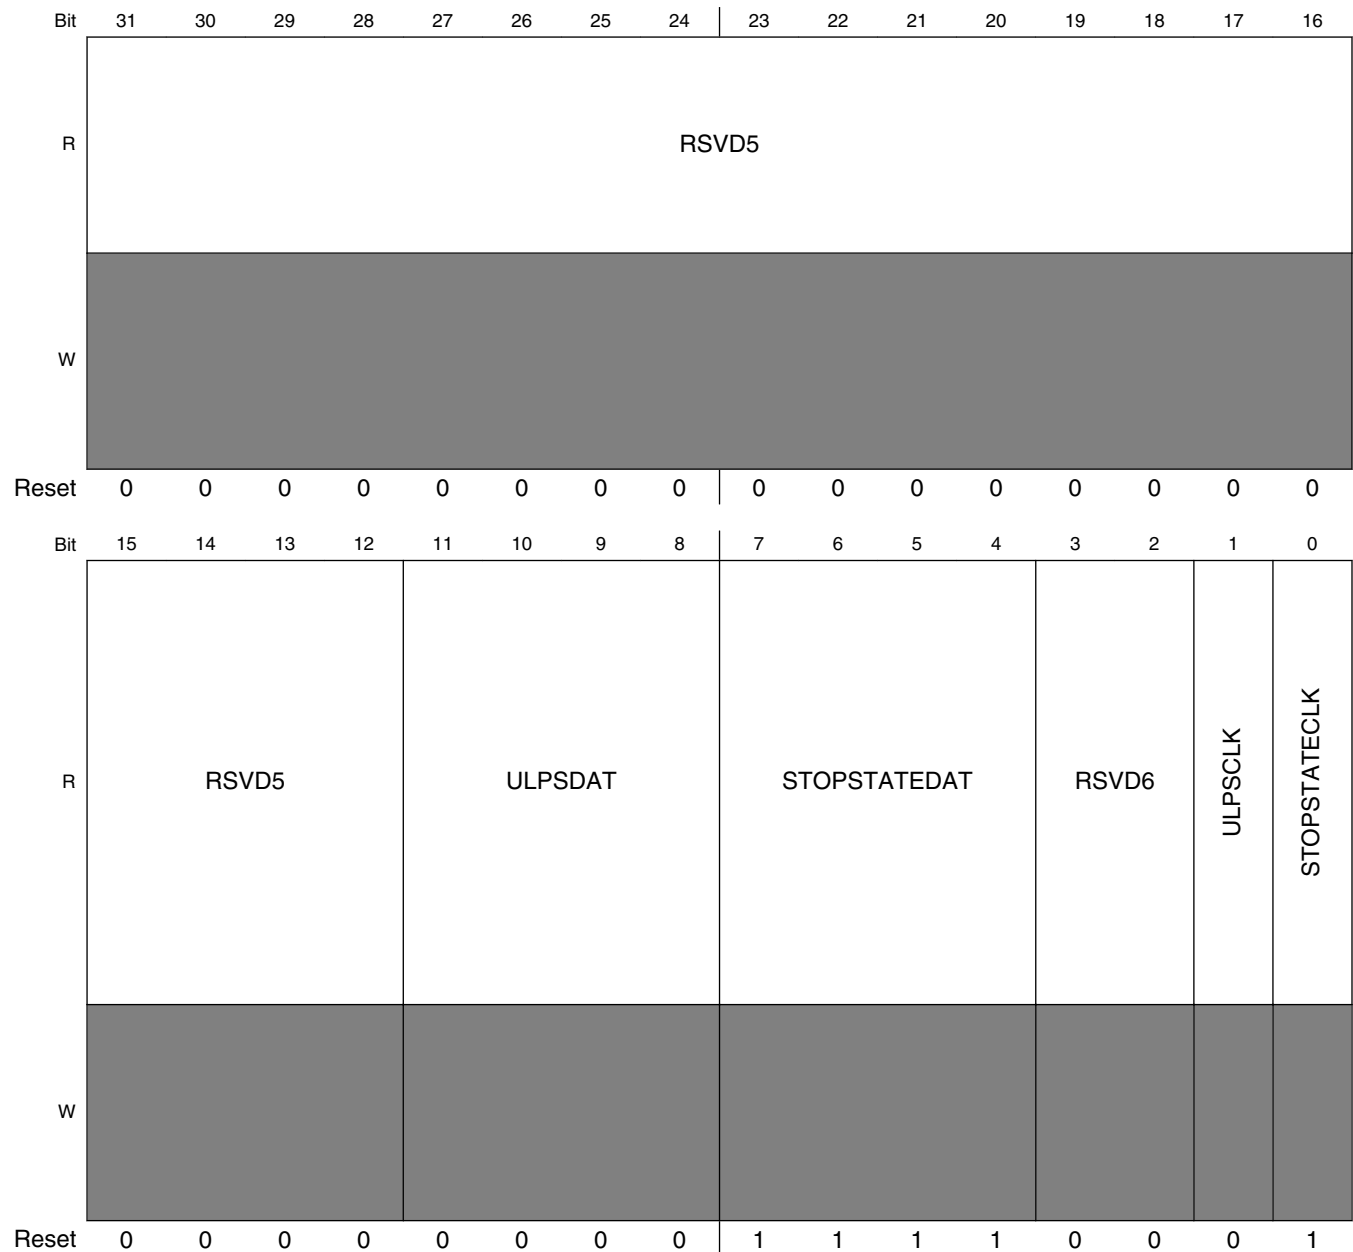 Bit 31 30 29 28 27 26 25 24 23 22 21 20 19 18 17 16
R RSVD5
W
Reset 0 0 0 0 0 0 0 0 0 0 0 0 0 0 0 0
Bit 15 14 13 12 11 10 9 8 7 6 5 4 3 2 1 0
R RSVD5 ULPSDAT STOPSTATEDAT RSVD6 ULPSCLK STOPSTATECLK
W
Reset 0 0 0 0 0 0 0 0 1 1 1 1 0 0 0 1